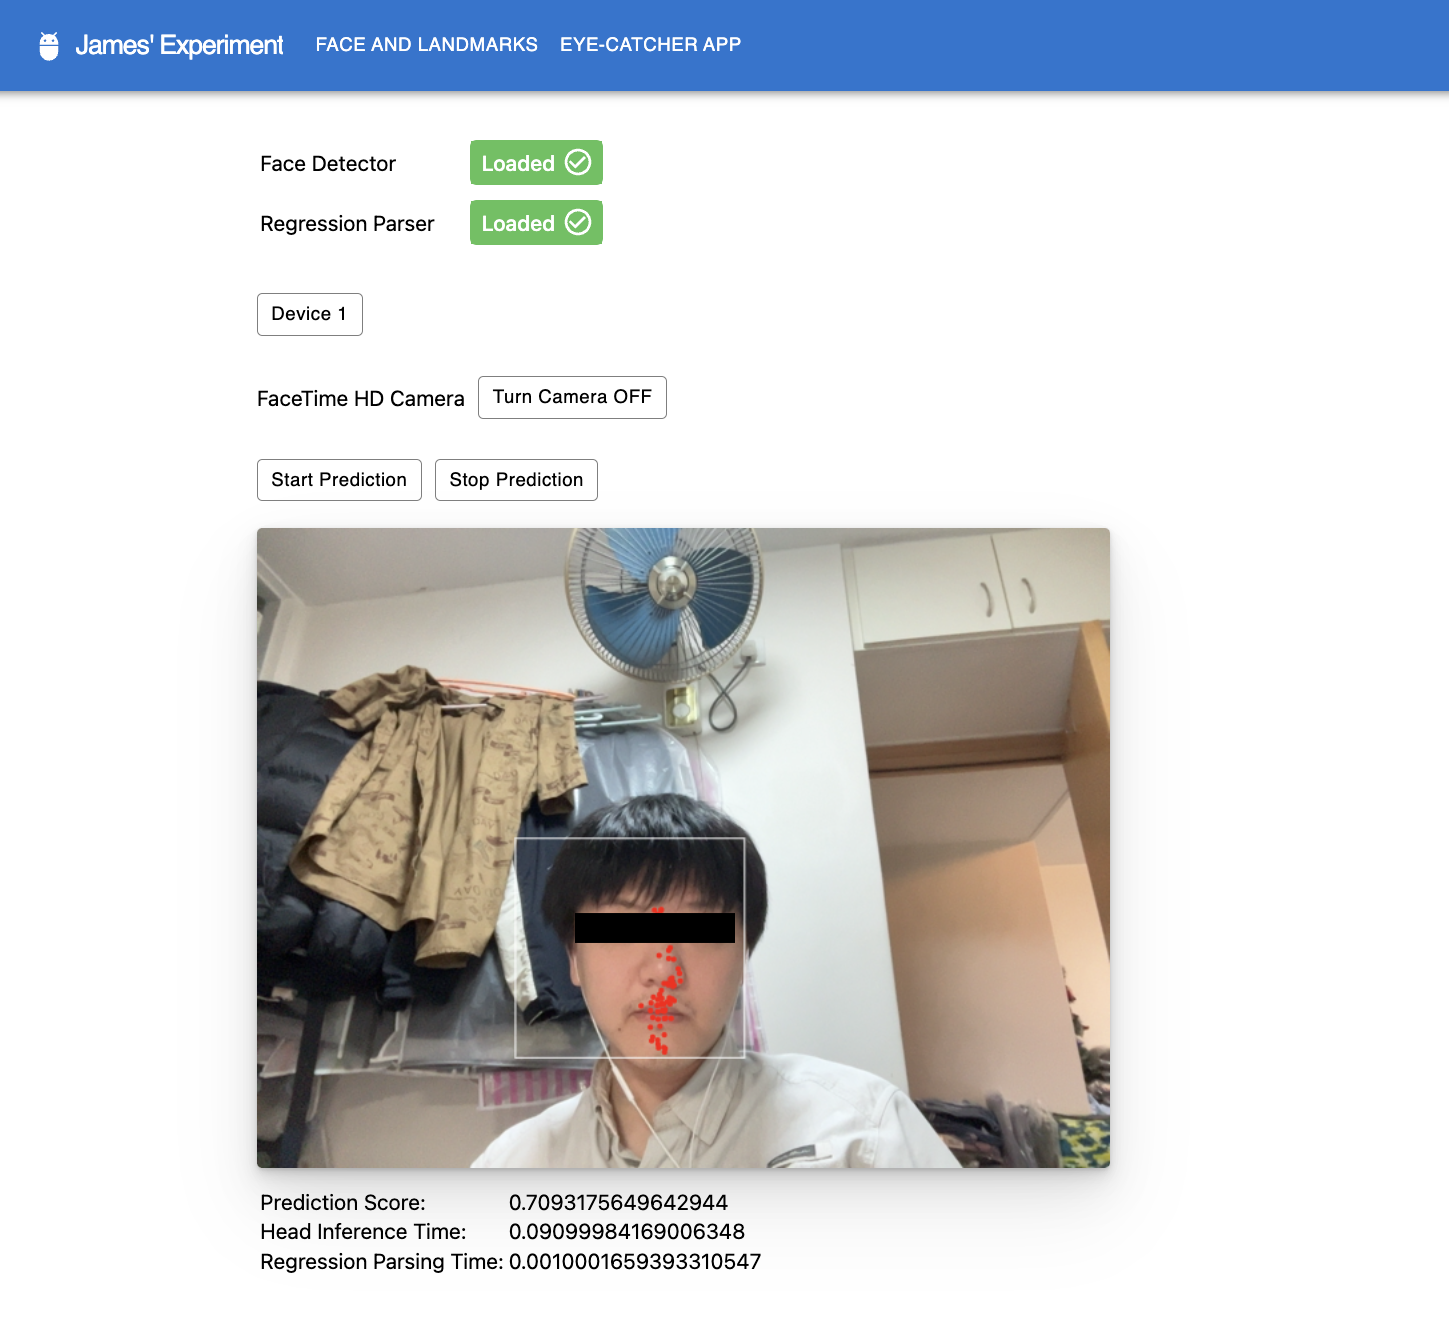 James' Experiment FACE AND LANDMARKS EYE-CATCHER APP
Face Detector Loaded
Regression Parser Loaded
Device 1
FaceTime HD Camera Turn Camera OFF
Start Prediction Stop Prediction
Prediction Score: 0.7093175649642944
Head Inference Time: 0.09099984169006348
Regression Parsing Time: 0.0010001659393310547